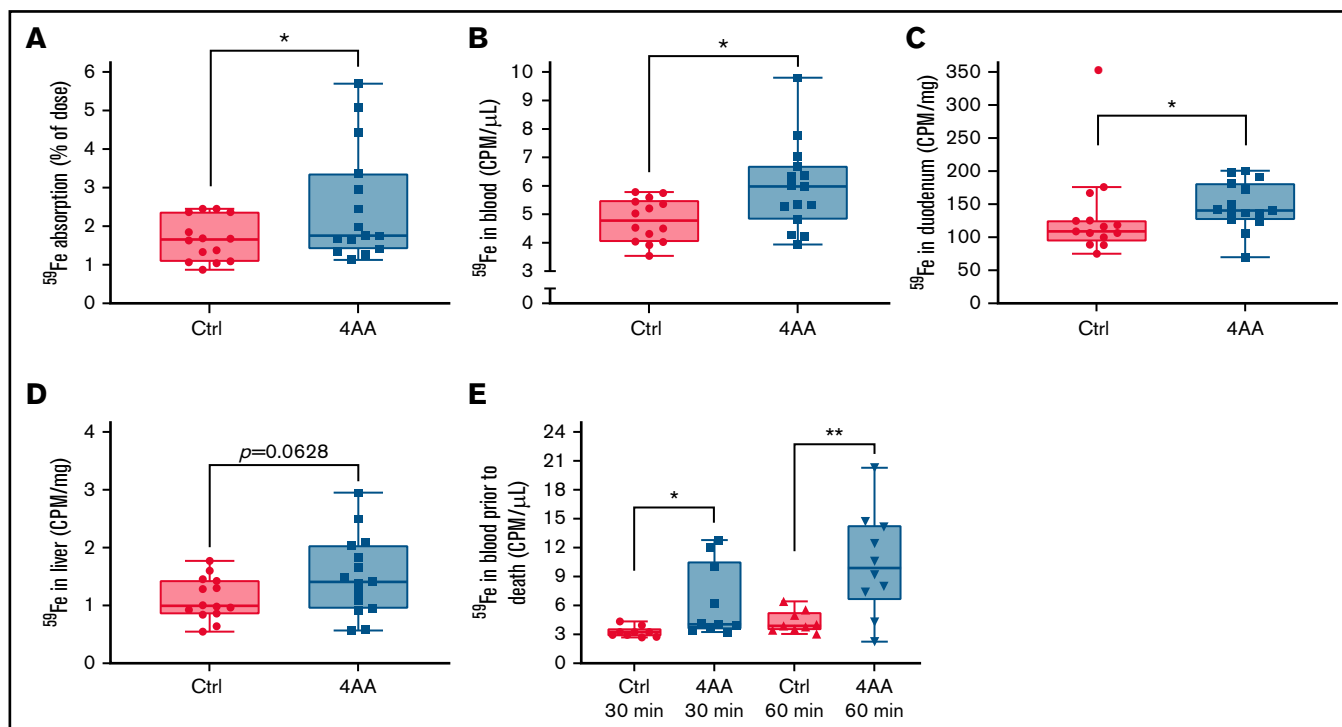 A
*
⁵⁹Fe absorption (% of dose)
6
5
4
3
2
1
0
Ctrl
4AA
B
*
⁵⁹Fe in blood (CPM/μL)
10
9
8
7
6
5
4
3
0
Ctrl
4AA
C
*
⁵⁹Fe in duodenum (CPM/mg)
350
300
250
200
150
100
50
0
Ctrl
4AA
D
p=0.0628
⁵⁹Fe in liver (CPM/mg)
4
3
2
1
0
Ctrl
4AA
E
*
**
⁵⁹Fe in blood prior to
death (CPM/μL)
24
21
18
15
12
9
6
3
0
Ctrl 4AA Ctrl 4AA
30 min 30 min 60 min 60 min